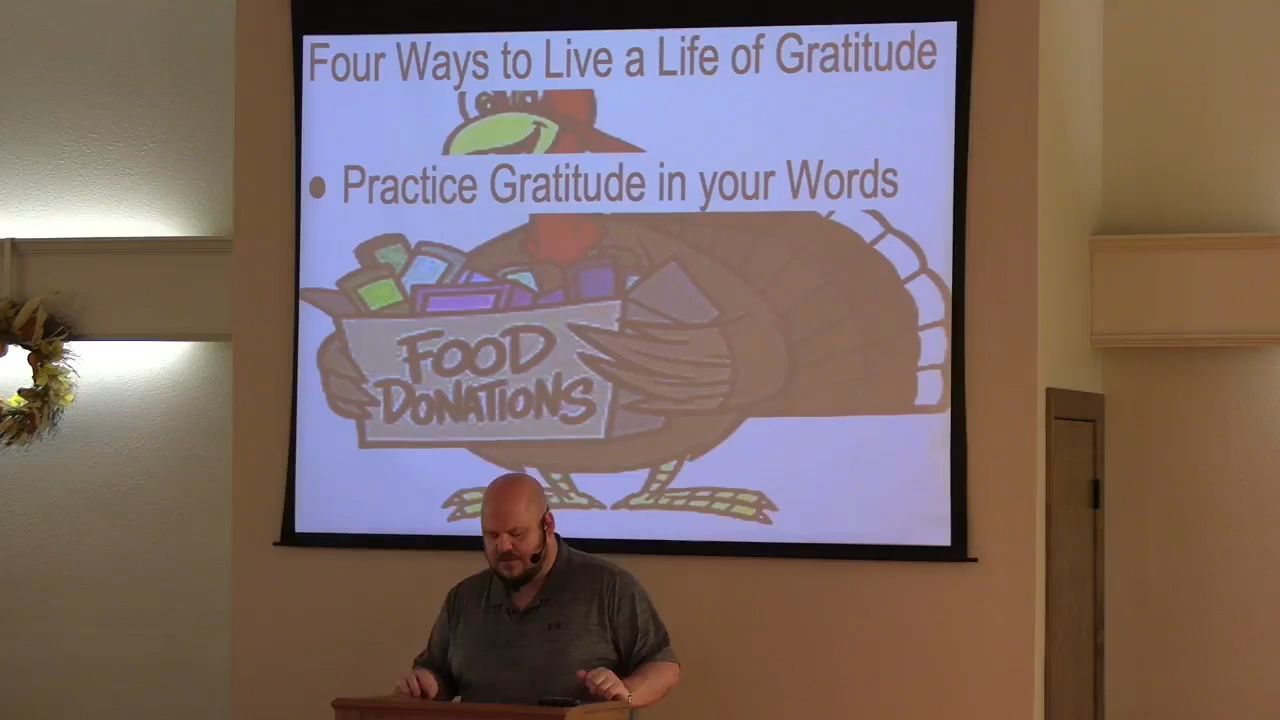 Four Ways to Live a Life of Gratitude
• Practice Gratitude in your Words
FOOD
DONATIONS